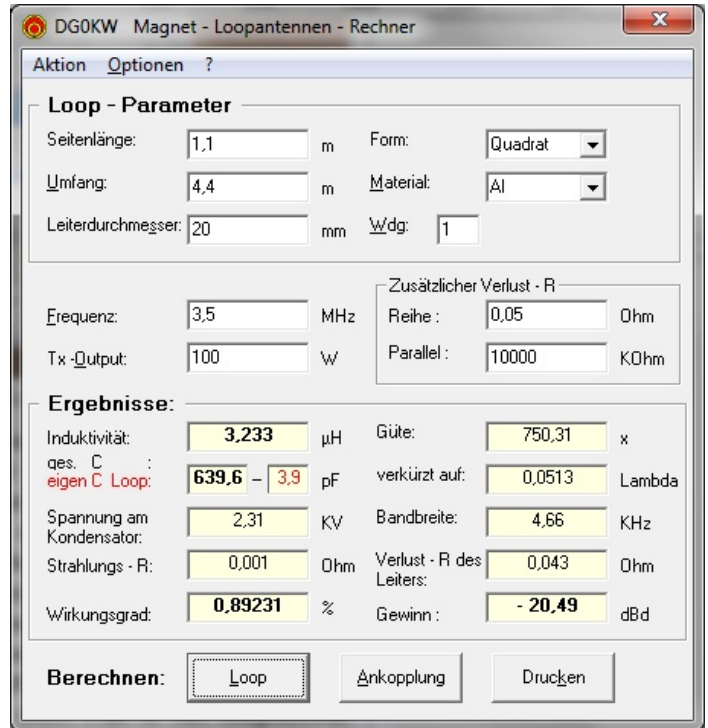 DG0KW Magnet - Loopantennen - Rechner
Aktion Optionen ?
Loop - Parameter
Seitenlänge: 1,1 m Form: Quadrat
Umfang: 4,4 m Material: Al
Leiterdurchmesser: 20 mm Wdg: 1
Zusätzlicher Verlust - R
Frequenz: 3,5 MHz Reihe : 0,05 Ohm
Tx -Output: 100 W Parallel : 10000 KOhm
Ergebnisse:
Induktivität: 3,233 µH Güte: 750,31 x
ges. C :
eigen C Loop: 639,6 – 3,9 pF verkürzt auf: 0,0513 Lambda
Spannung am
Kondensator: 2,31 KV Bandbreite: 4,66 KHz
Strahlungs - R: 0,001 Ohm Verlust - R des
Leiters: 0,043 Ohm
Wirkungsgrad: 0,89231 % Gewinn : - 20,49 dBd
Berechnen: Loop Ankopplung Drucken